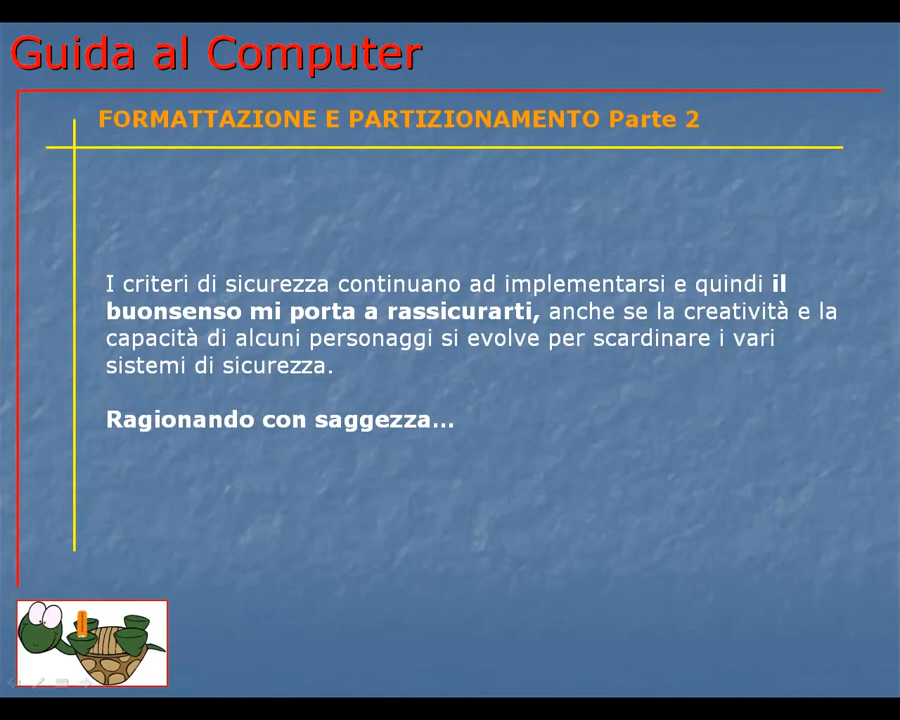 Guida al Computer
FORMATTAZIONE E PARTIZIONAMENTO Parte 2
I criteri di sicurezza continuano ad implementarsi e quindi il
buonsenso mi porta a rassicurarti, anche se la creatività e la
capacità di alcuni personaggi si evolve per scardinare i vari
sistemi di sicurezza.
Ragionando con saggezza...